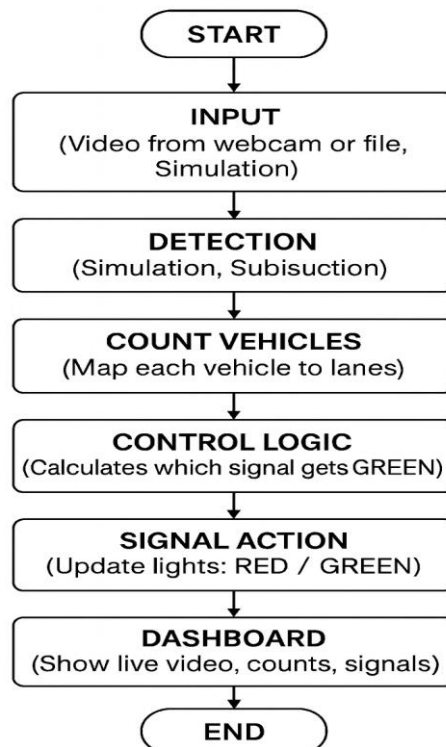 START
INPUT
(Video from webcam or file,
Simulation)
DETECTION
(Simulation, Subisuction)
COUNT VEHICLES
(Map each vehicle to lanes)
CONTROL LOGIC
(Calculates which signal gets GREEN)
SIGNAL ACTION
(Update lights: RED / GREEN)
DASHBOARD
(Show live video, counts, signals)
END